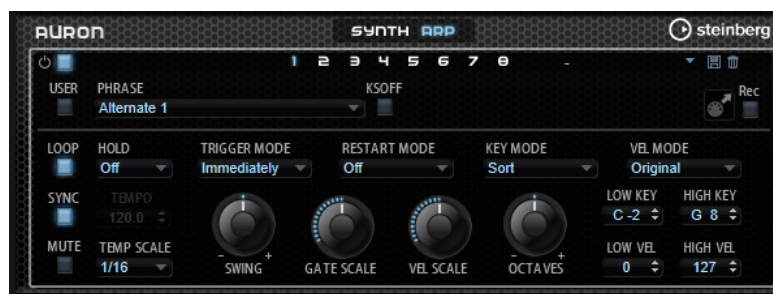 AURON SYNTH ARP steinberg
1 2 3 4 5 6 7 8 -
USER PHRASE KSOFF Rec
Alternate 1
LOOP HOLD TRIGGER MODE RESTART MODE KEY MODE VEL MODE
Off Immediately Off Sort Original
SYNC TEMPO LOW KEY HIGH KEY
120.0 C -2 G 8
MUTE TEMP SCALE - + - + LOW VEL HIGH VEL
1/16 SWING GATE SCALE VEL SCALE OCTAVES 0 127